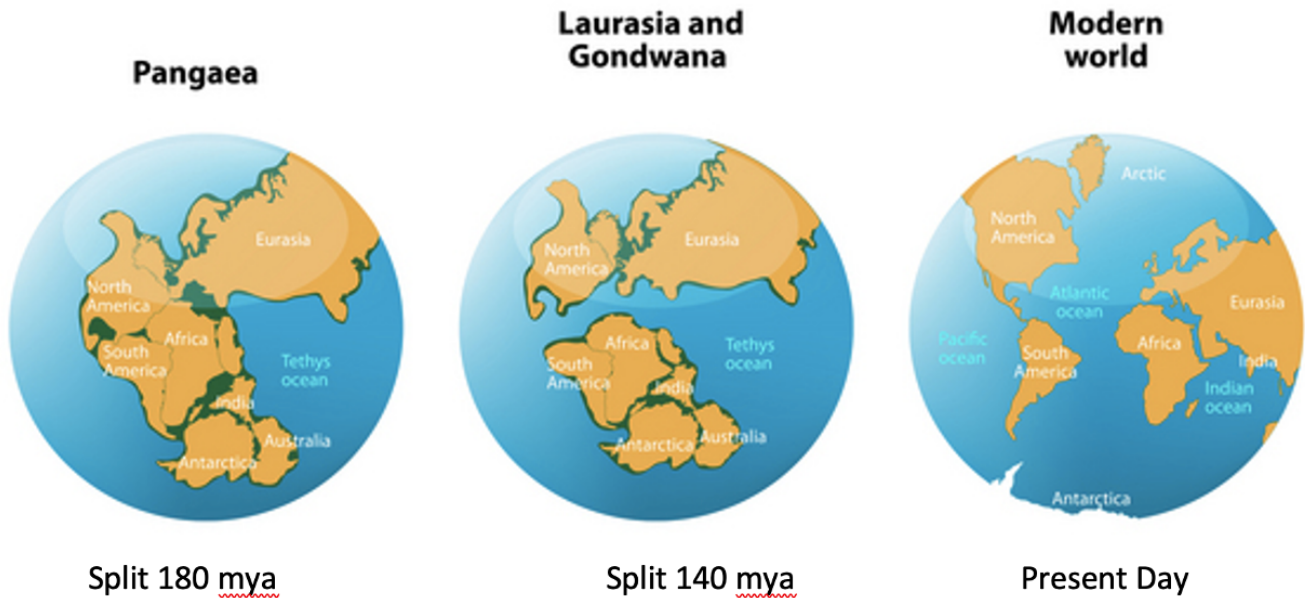 Pangaea
North
America
Eurasia
Africa
South
America
Tethys
ocean
India
Australia
Antarctica
Split 180 mya
Laurasia and
Gondwana
North
America
Eurasia
Africa
South
America
Tethys
ocean
India
Antarctica
Australia
Split 140 mya
Modern
world
Arctic
North
America
Atlantic
ocean
Eurasia
Pacific
ocean
South
America
Africa
India
Indian
ocean
Antarctica
Present Day